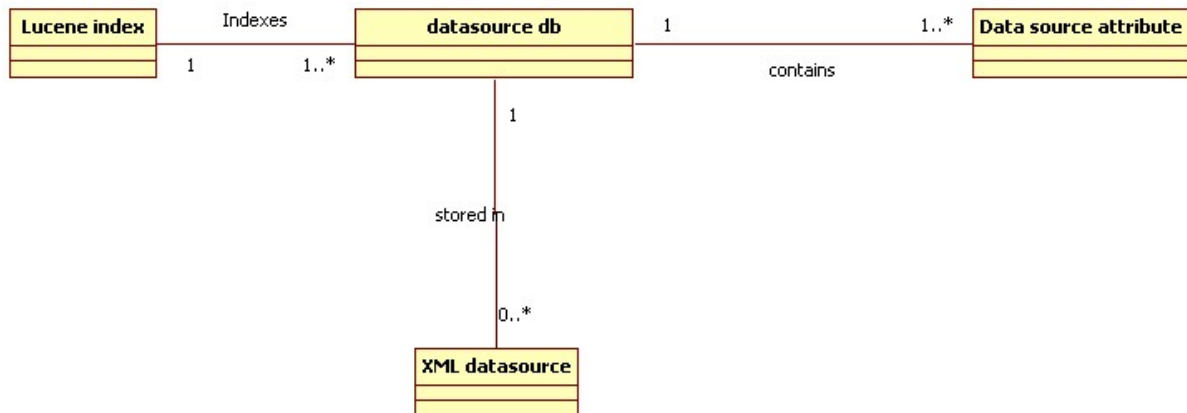 Indexes
Lucene index
datasource db
1
1..*
Data source attribute
1
1..*
contains
1
stored in
0..*
XML datasource